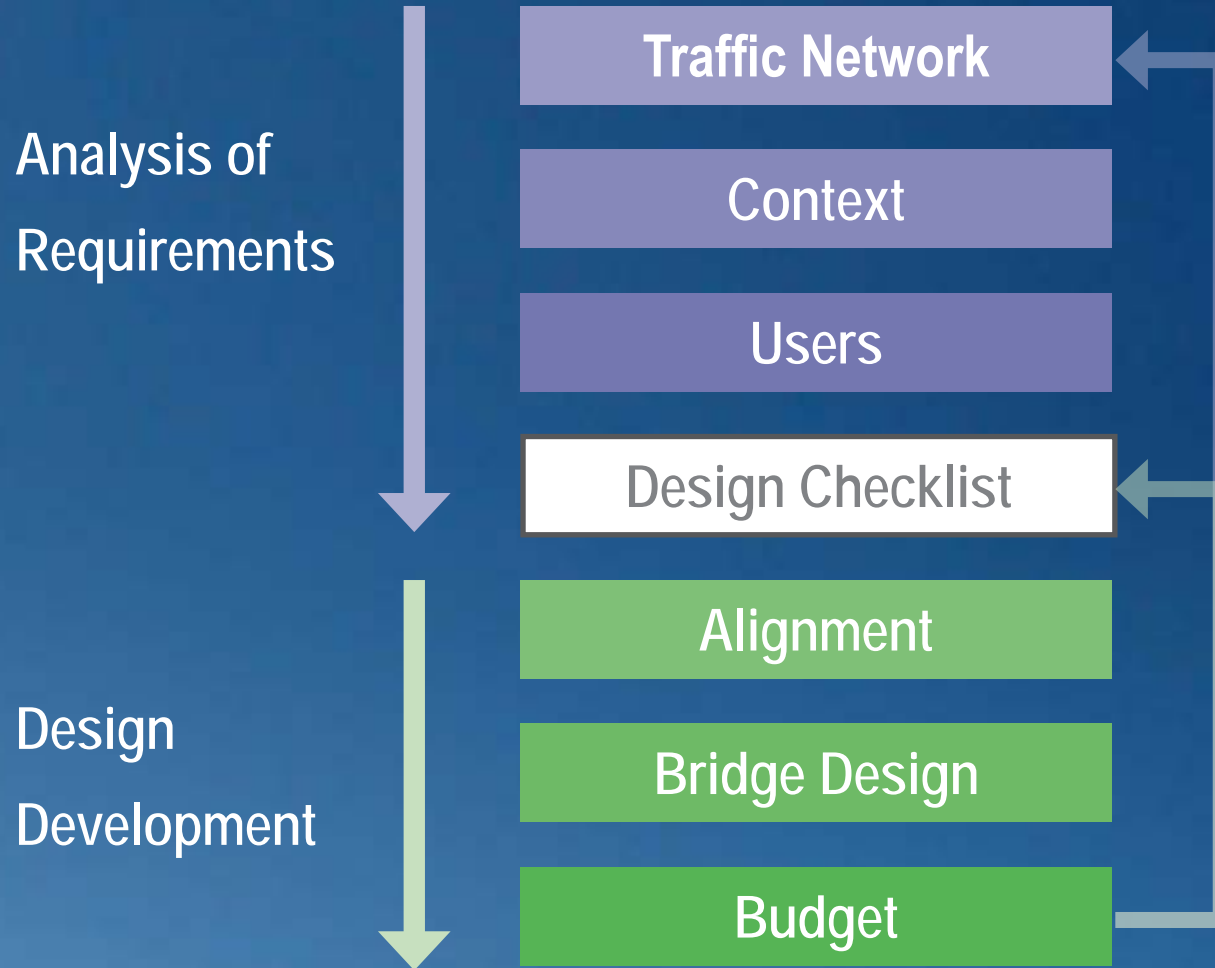 Traffic Network
Analysis of
Requirements
Context
Users
Design Checklist
Alignment
Design
Development
Bridge Design
Budget